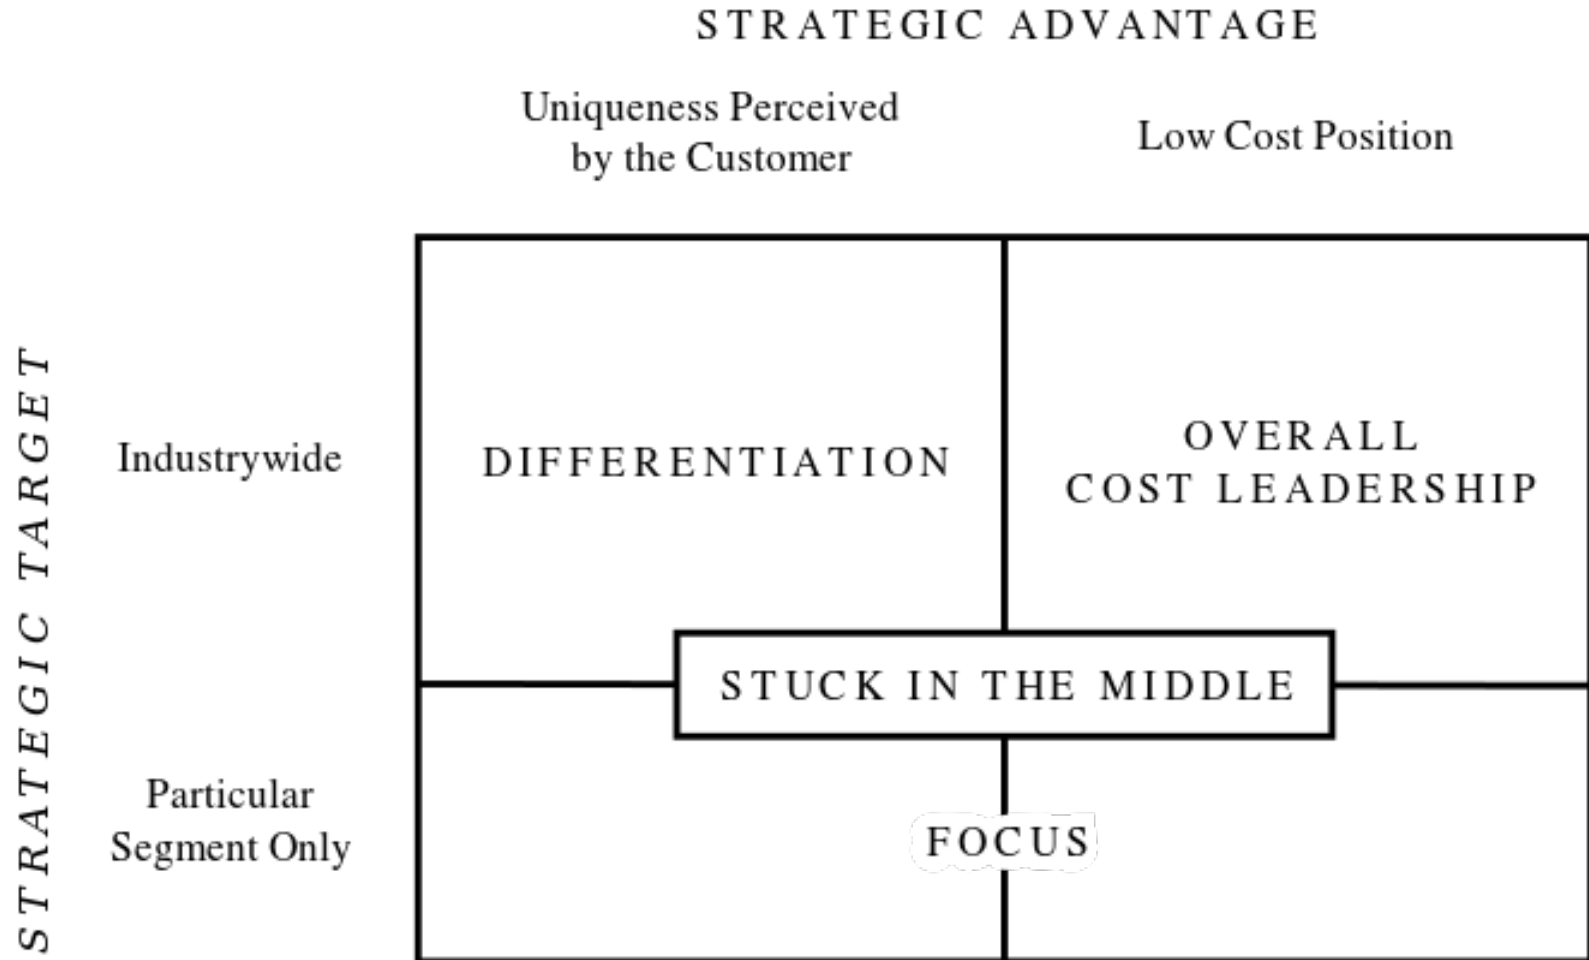 STRATEGIC ADVANTAGE
Uniqueness Perceived
by the Customer
Low Cost Position
STRATEGIC TARGET
Industrywide
DIFFERENTIATION
OVERALL
COST LEADERSHIP
STUCK IN THE MIDDLE
Particular
Segment Only
FOCUS